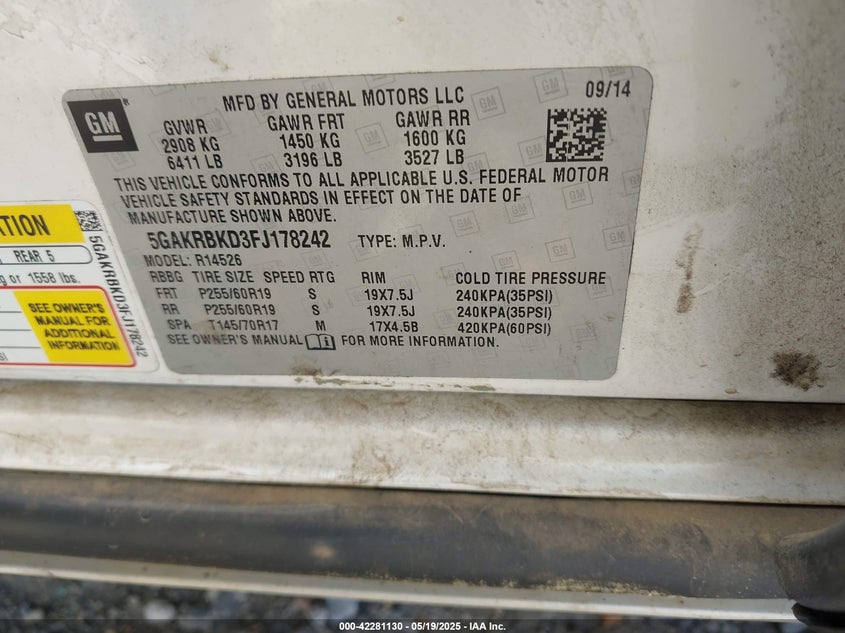 GM
®
MFD BY GENERAL MOTORS LLC
09/14
GVWR GAWR FRT GAWR RR
2908 KG 1450 KG 1600 KG
6411 LB 3196 LB 3527 LB
THIS VEHICLE CONFORMS TO ALL APPLICABLE U.S. FEDERAL MOTOR
VEHICLE SAFETY STANDARDS IN EFFECT ON THE DATE OF
MANUFACTURE SHOWN ABOVE.
5GAKRBKD3FJ178242 TYPE: M.P.V.
MODEL: R14526
RBBG TIRE SIZE SPEED RTG RIM COLD TIRE PRESSURE
FRT P255/60R19 S 19X7.5J 240KPA(35PSI)
RR P255/60R19 S 19X7.5J 240KPA(35PSI)
SPA T145/70R17 M 17X4.5B 420KPA(60PSI)
SEE OWNER'S MANUAL FOR MORE INFORMATION.
REAR 5
or 1558 lbs.
SEE OWNER'S
MANUAL FOR
ADDITIONAL
INFORMATION
5GAKRBKD3FJ178242
000-42281130 - 05/19/2025 - IAA Inc.